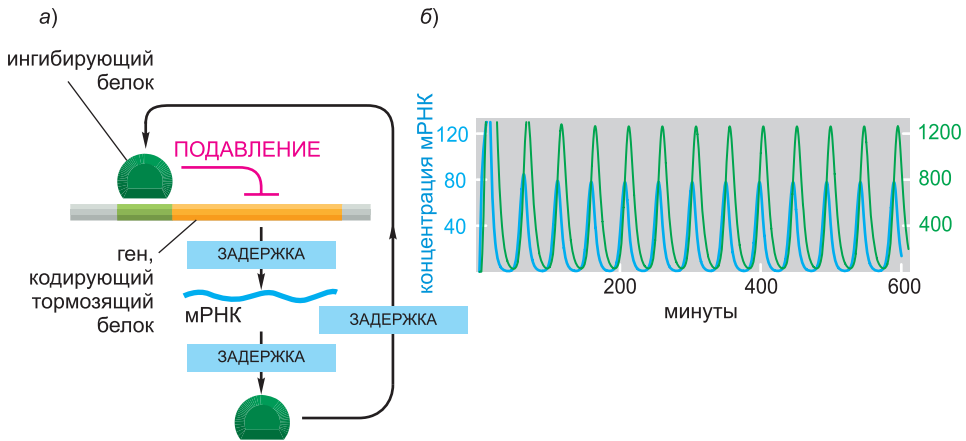 а)
ингибирующий
белок
ПОДАВЛЕНИЕ
ген,
кодирующий
тормозящий
белок
ЗАДЕРЖКА
мРНК
ЗАДЕРЖКА
ЗАДЕРЖКА
б)
концентрация мРНК
120
80
40
1200
800
400
200
400
600
минуты